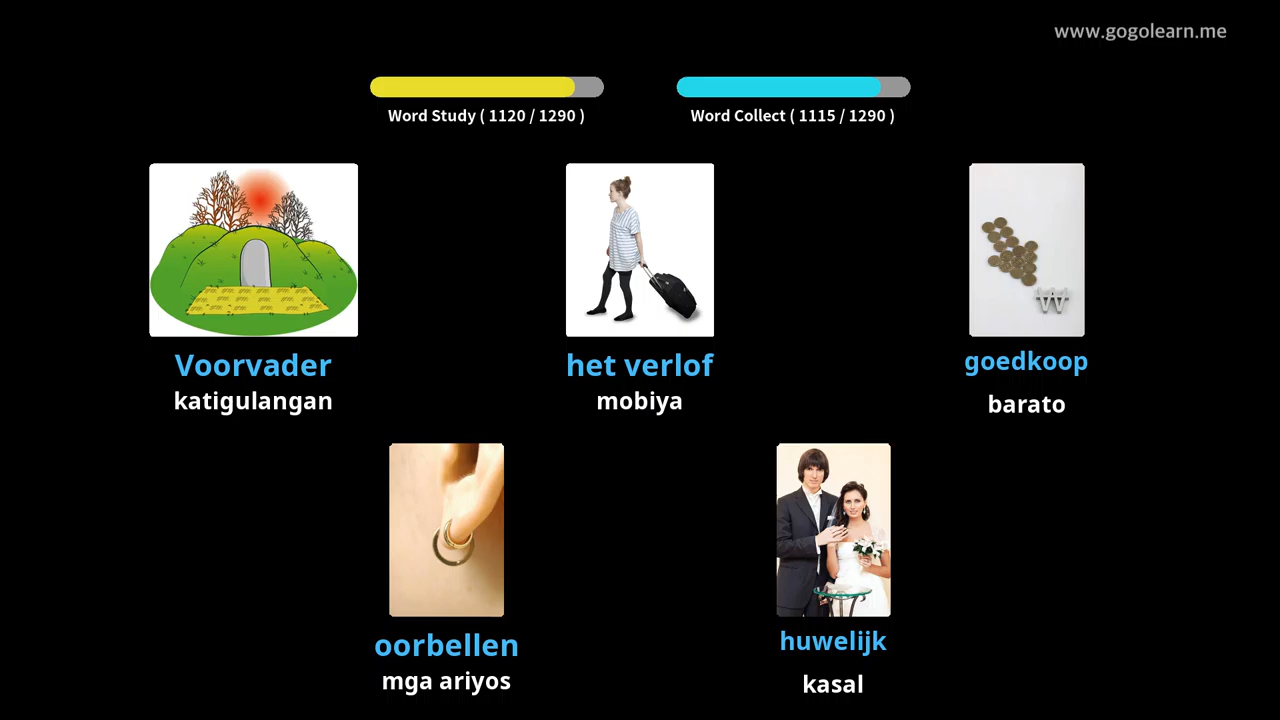 www.gogolearn.me
Word Study ( 1120 / 1290 )
Word Collect ( 1115 / 1290 )
Voorvader
katigulangan
het verlof
mobiya
goedkoop
barato
oorbellen
mga ariyos
huwelijk
kasal